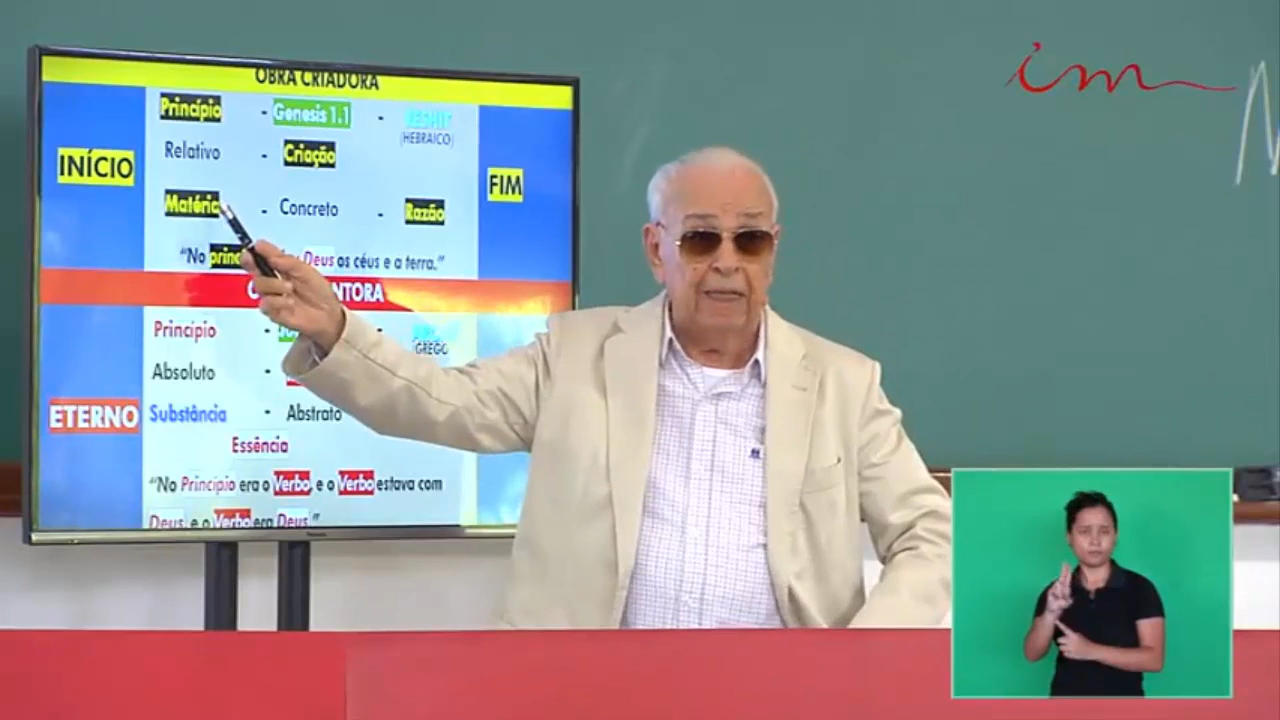 OBRA CRIADORA
Princípio - Genesis 1.1 -
(HEBRAICO)
INÍCIO
Relativo - Criação
FIM
Matéria - Concreto - Razão
"No Deus os céus e a terra."
Princípio - -
GREGO
Absoluto -
ETERNO
Substância - Abstrato
Essência
"No Princípio era o Verbo, e o Verbo estava com
Deus, e o Verbo era Deus."
im